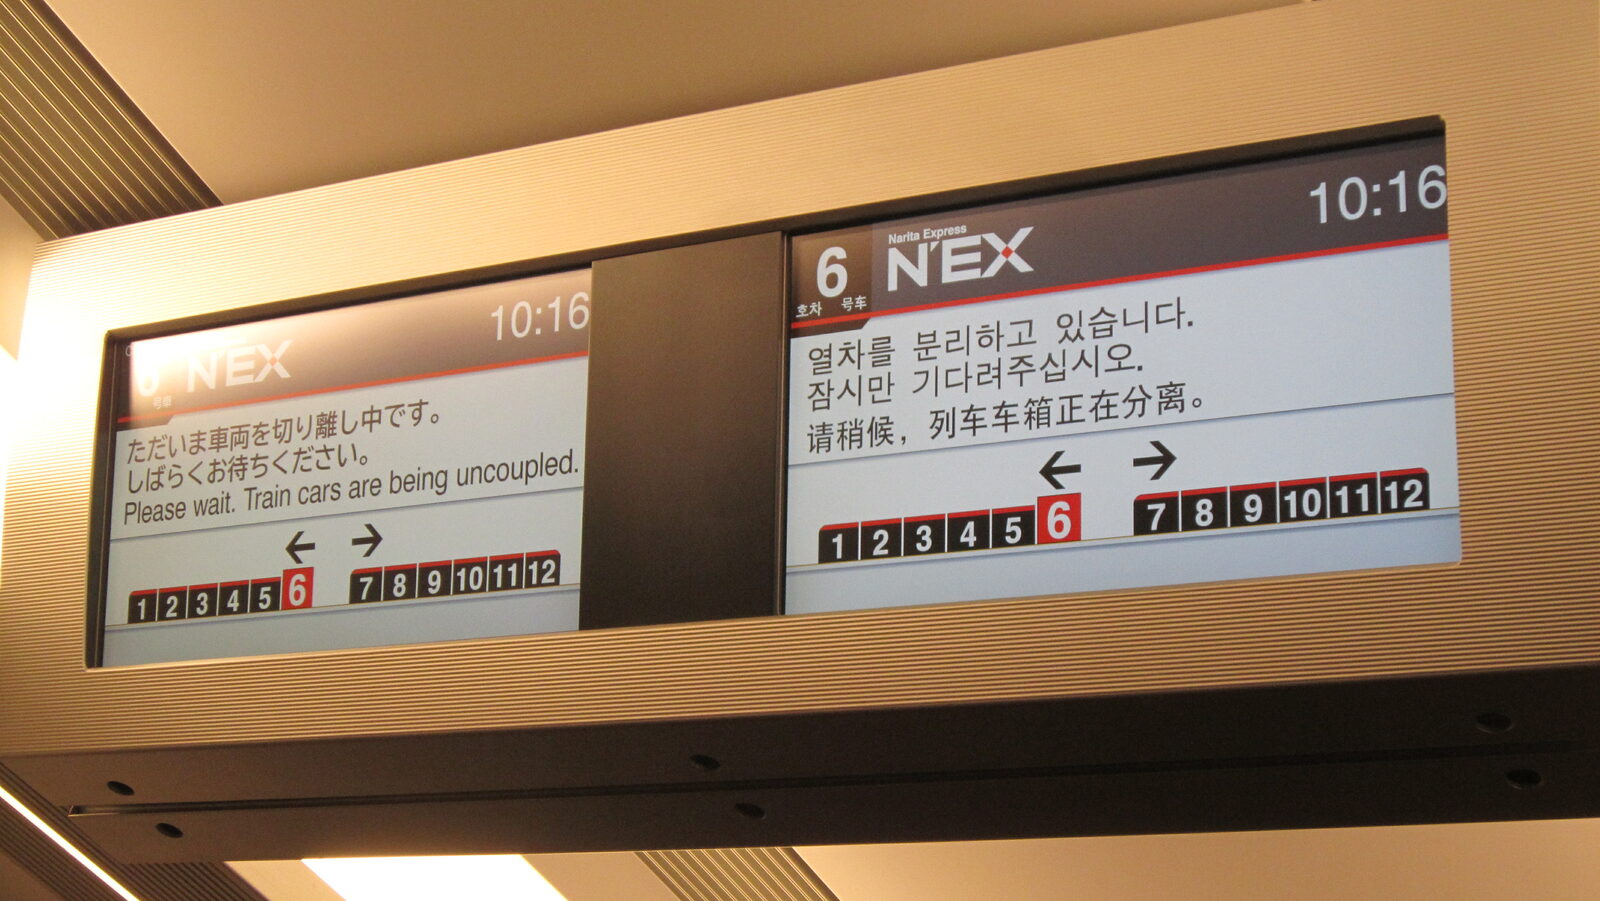 10:16
N'EX
号車
ただいま車両を切り離し中です。
しばらくお待ちください。
Please wait. Train cars are being uncoupled.
← →
1 2 3 4 5 6 7 8 9 10 11 12
10:16
6 Narita Express
호차 号车 N'EX
열차를 분리하고 있습니다.
잠시만 기다려주십시오.
请稍候，列车车箱正在分离。
← →
1 2 3 4 5 6 7 8 9 10 11 12